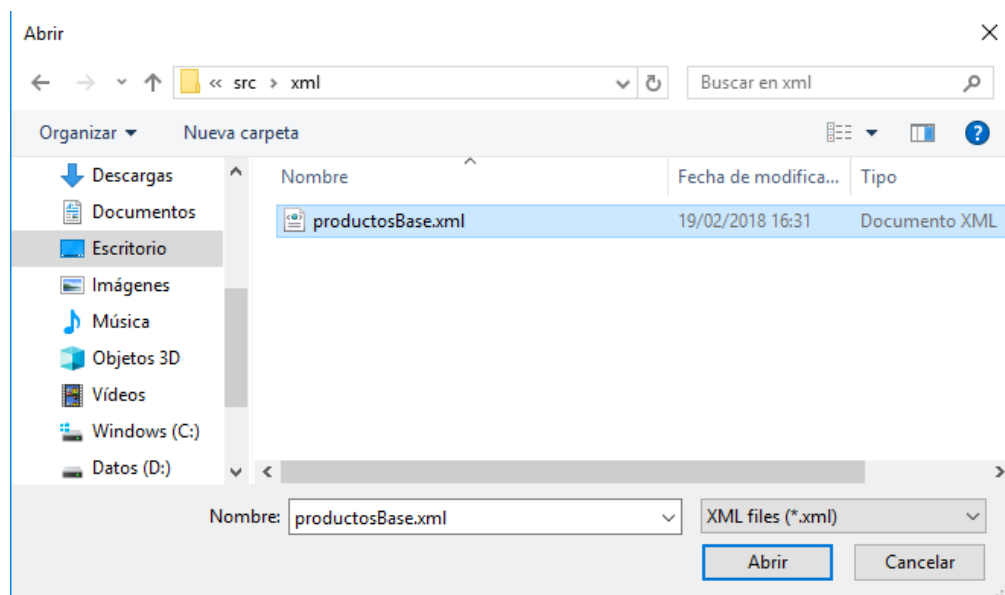 Abrir
« src > xml
Buscar en xml
Organizar
Nueva carpeta
Descargas
Documentos
Escritorio
Imágenes
Música
Objetos 3D
Vídeos
Windows (C:)
Datos (D:)
Nombre
Fecha de modifica...
Tipo
productosBase.xml
19/02/2018 16:31
Documento XML
Nombre:
productosBase.xml
XML files (*.xml)
Abrir
Cancelar